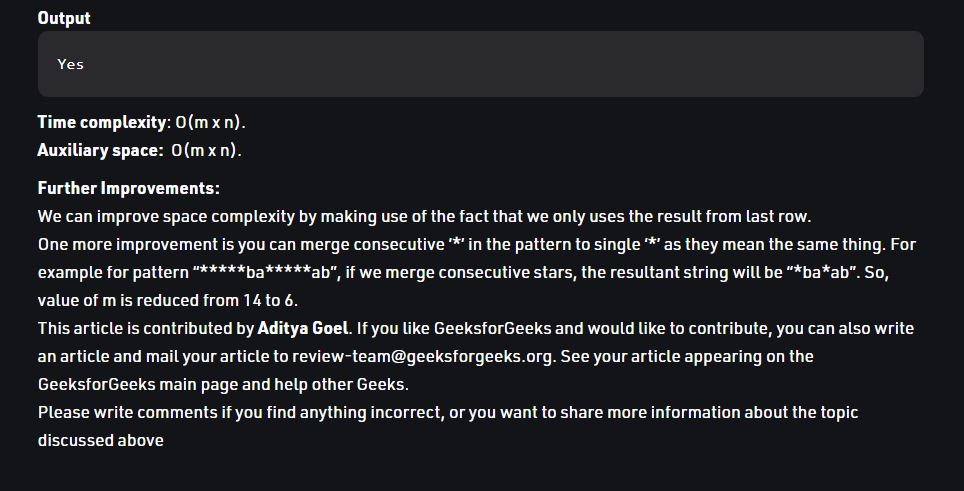 Output
Yes
Time complexity: O(m x n).
Auxiliary space:  O(m x n).
Further Improvements:
We can improve space complexity by making use of the fact that we only uses the result from last row.
One more improvement is you can merge consecutive ‘*’ in the pattern to single ‘*’ as they mean the same thing. For
example for pattern “*****ba*****ab”, if we merge consecutive stars, the resultant string will be “*ba*ab”. So,
value of m is reduced from 14 to 6.
This article is contributed by Aditya Goel. If you like GeeksforGeeks and would like to contribute, you can also write
an article and mail your article to review-team@geeksforgeeks.org. See your article appearing on the
GeeksforGeeks main page and help other Geeks.
Please write comments if you find anything incorrect, or you want to share more information about the topic
discussed above